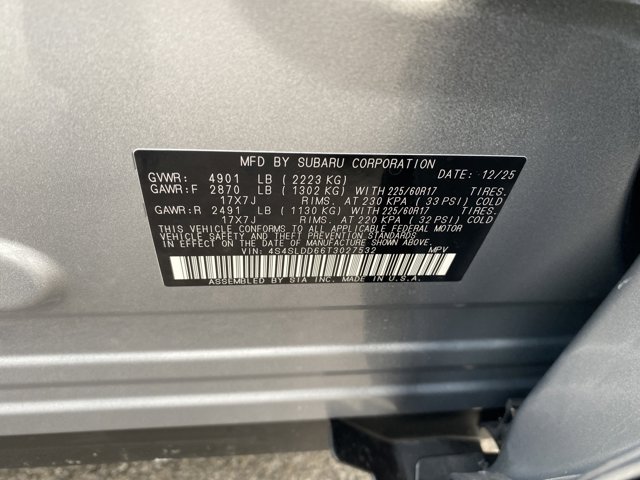 MFD BY SUBARU CORPORATION
GVWR: 4901 LB (2223 KG) DATE: 12/25
GAWR:F 2870 LB (1302 KG) WITH 225/60R17 TIRES.
17X7J RIMS. AT 230 KPA (33 PSI) COLD
GAWR:R 2491 LB (1130 KG) WITH 225/60R17 TIRES.
17X7J RIMS. AT 220 KPA (32 PSI) COLD
THIS VEHICLE CONFORMS TO ALL APPLICABLE FEDERAL MOTOR
VEHICLE SAFETY AND THEFT PREVENTION STANDARDS IN EFFECT
ON THE DATE OF MANUFACTURE SHOWN ABOVE.
VIN: 4S4SLDD66T3027532 MPV
ASSEMBLED BY SIA INC. MADE IN U.S.A.